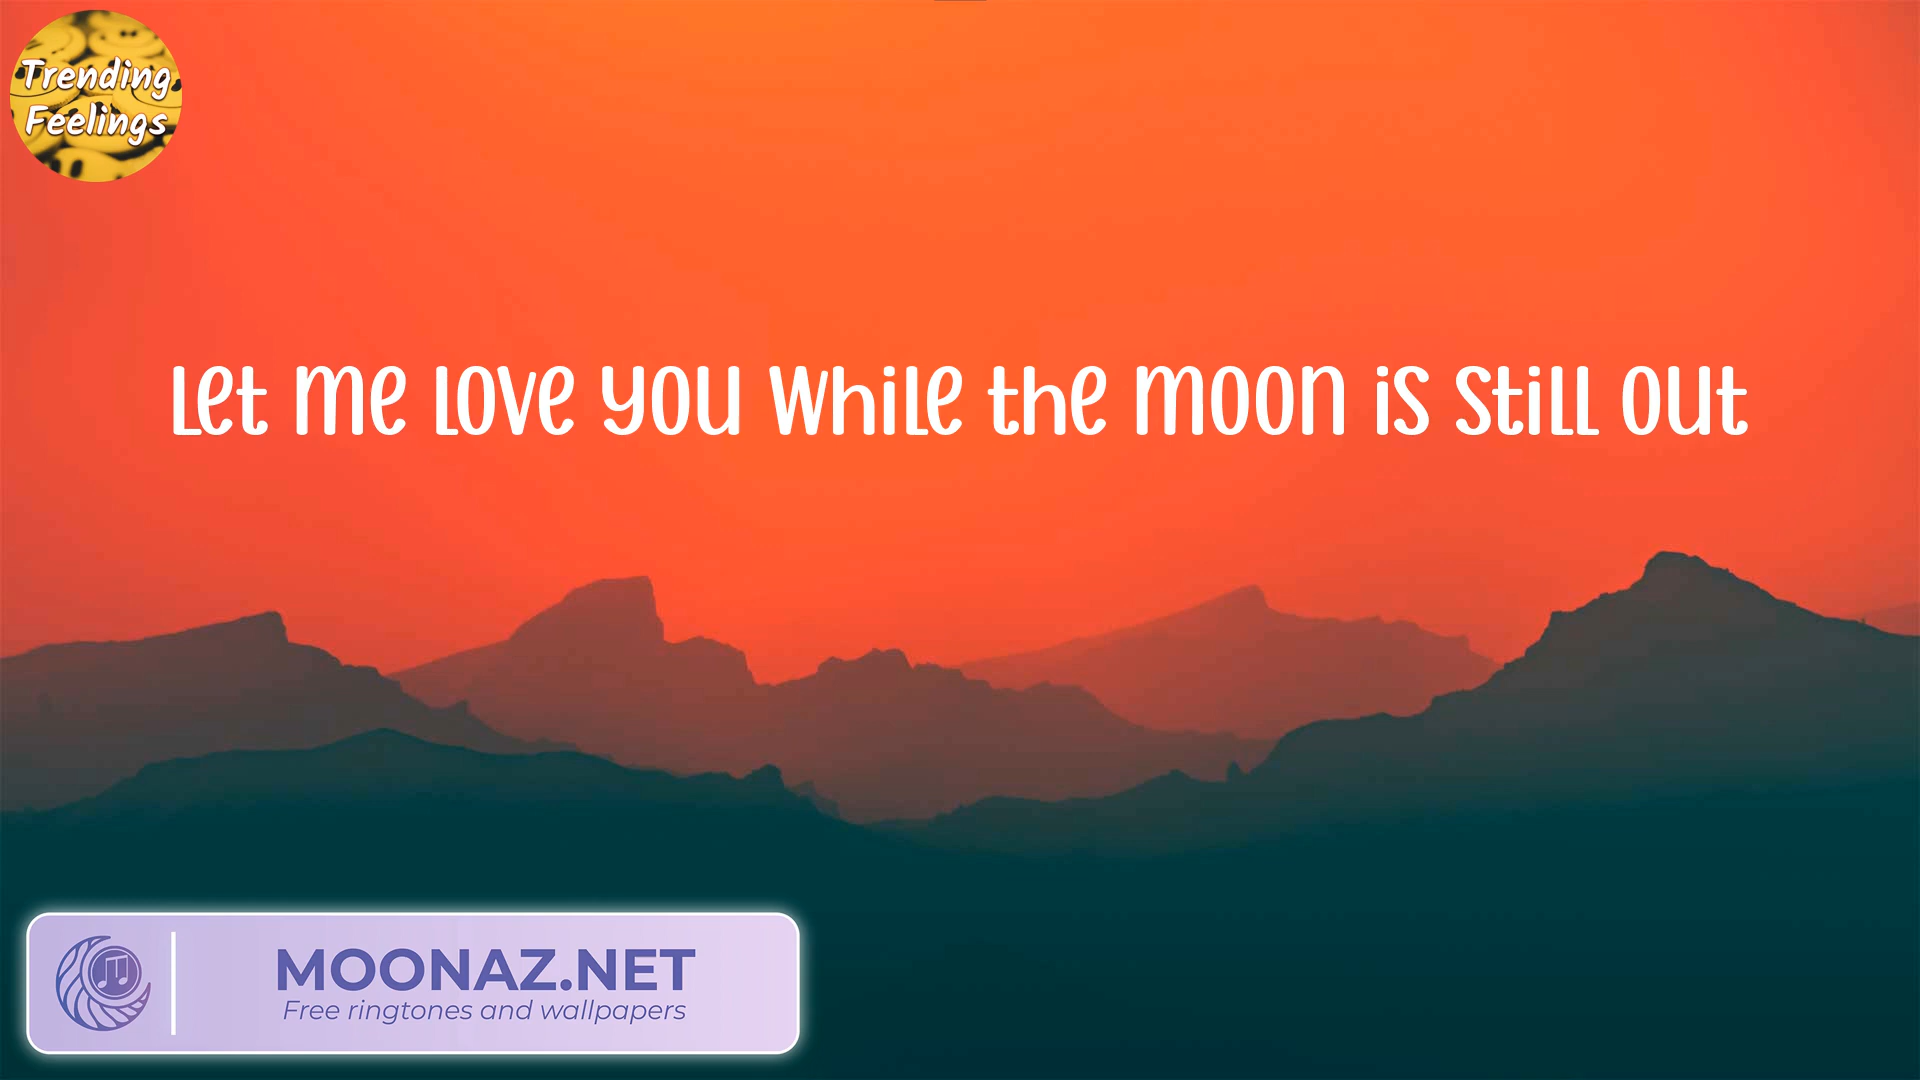 Trending
Feelings
Let me love you while the moon is still out
MOONAZ.NET
Free ringtones and wallpapers